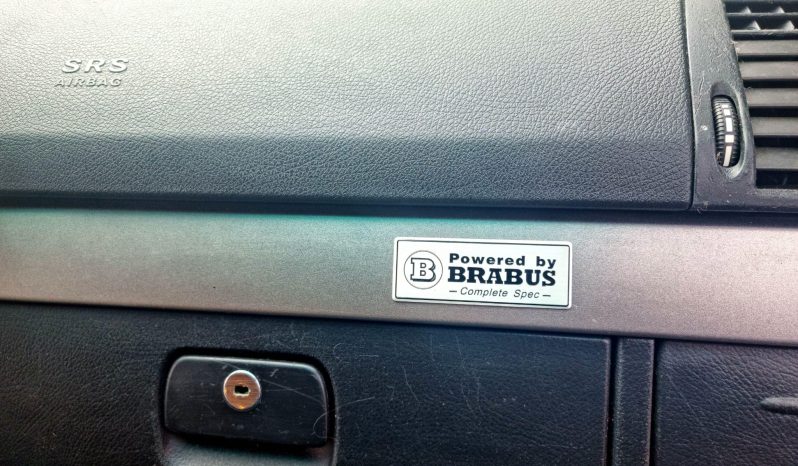 SRS
AIRBAG
B
Powered by
BRABUS
— Complete Spec —